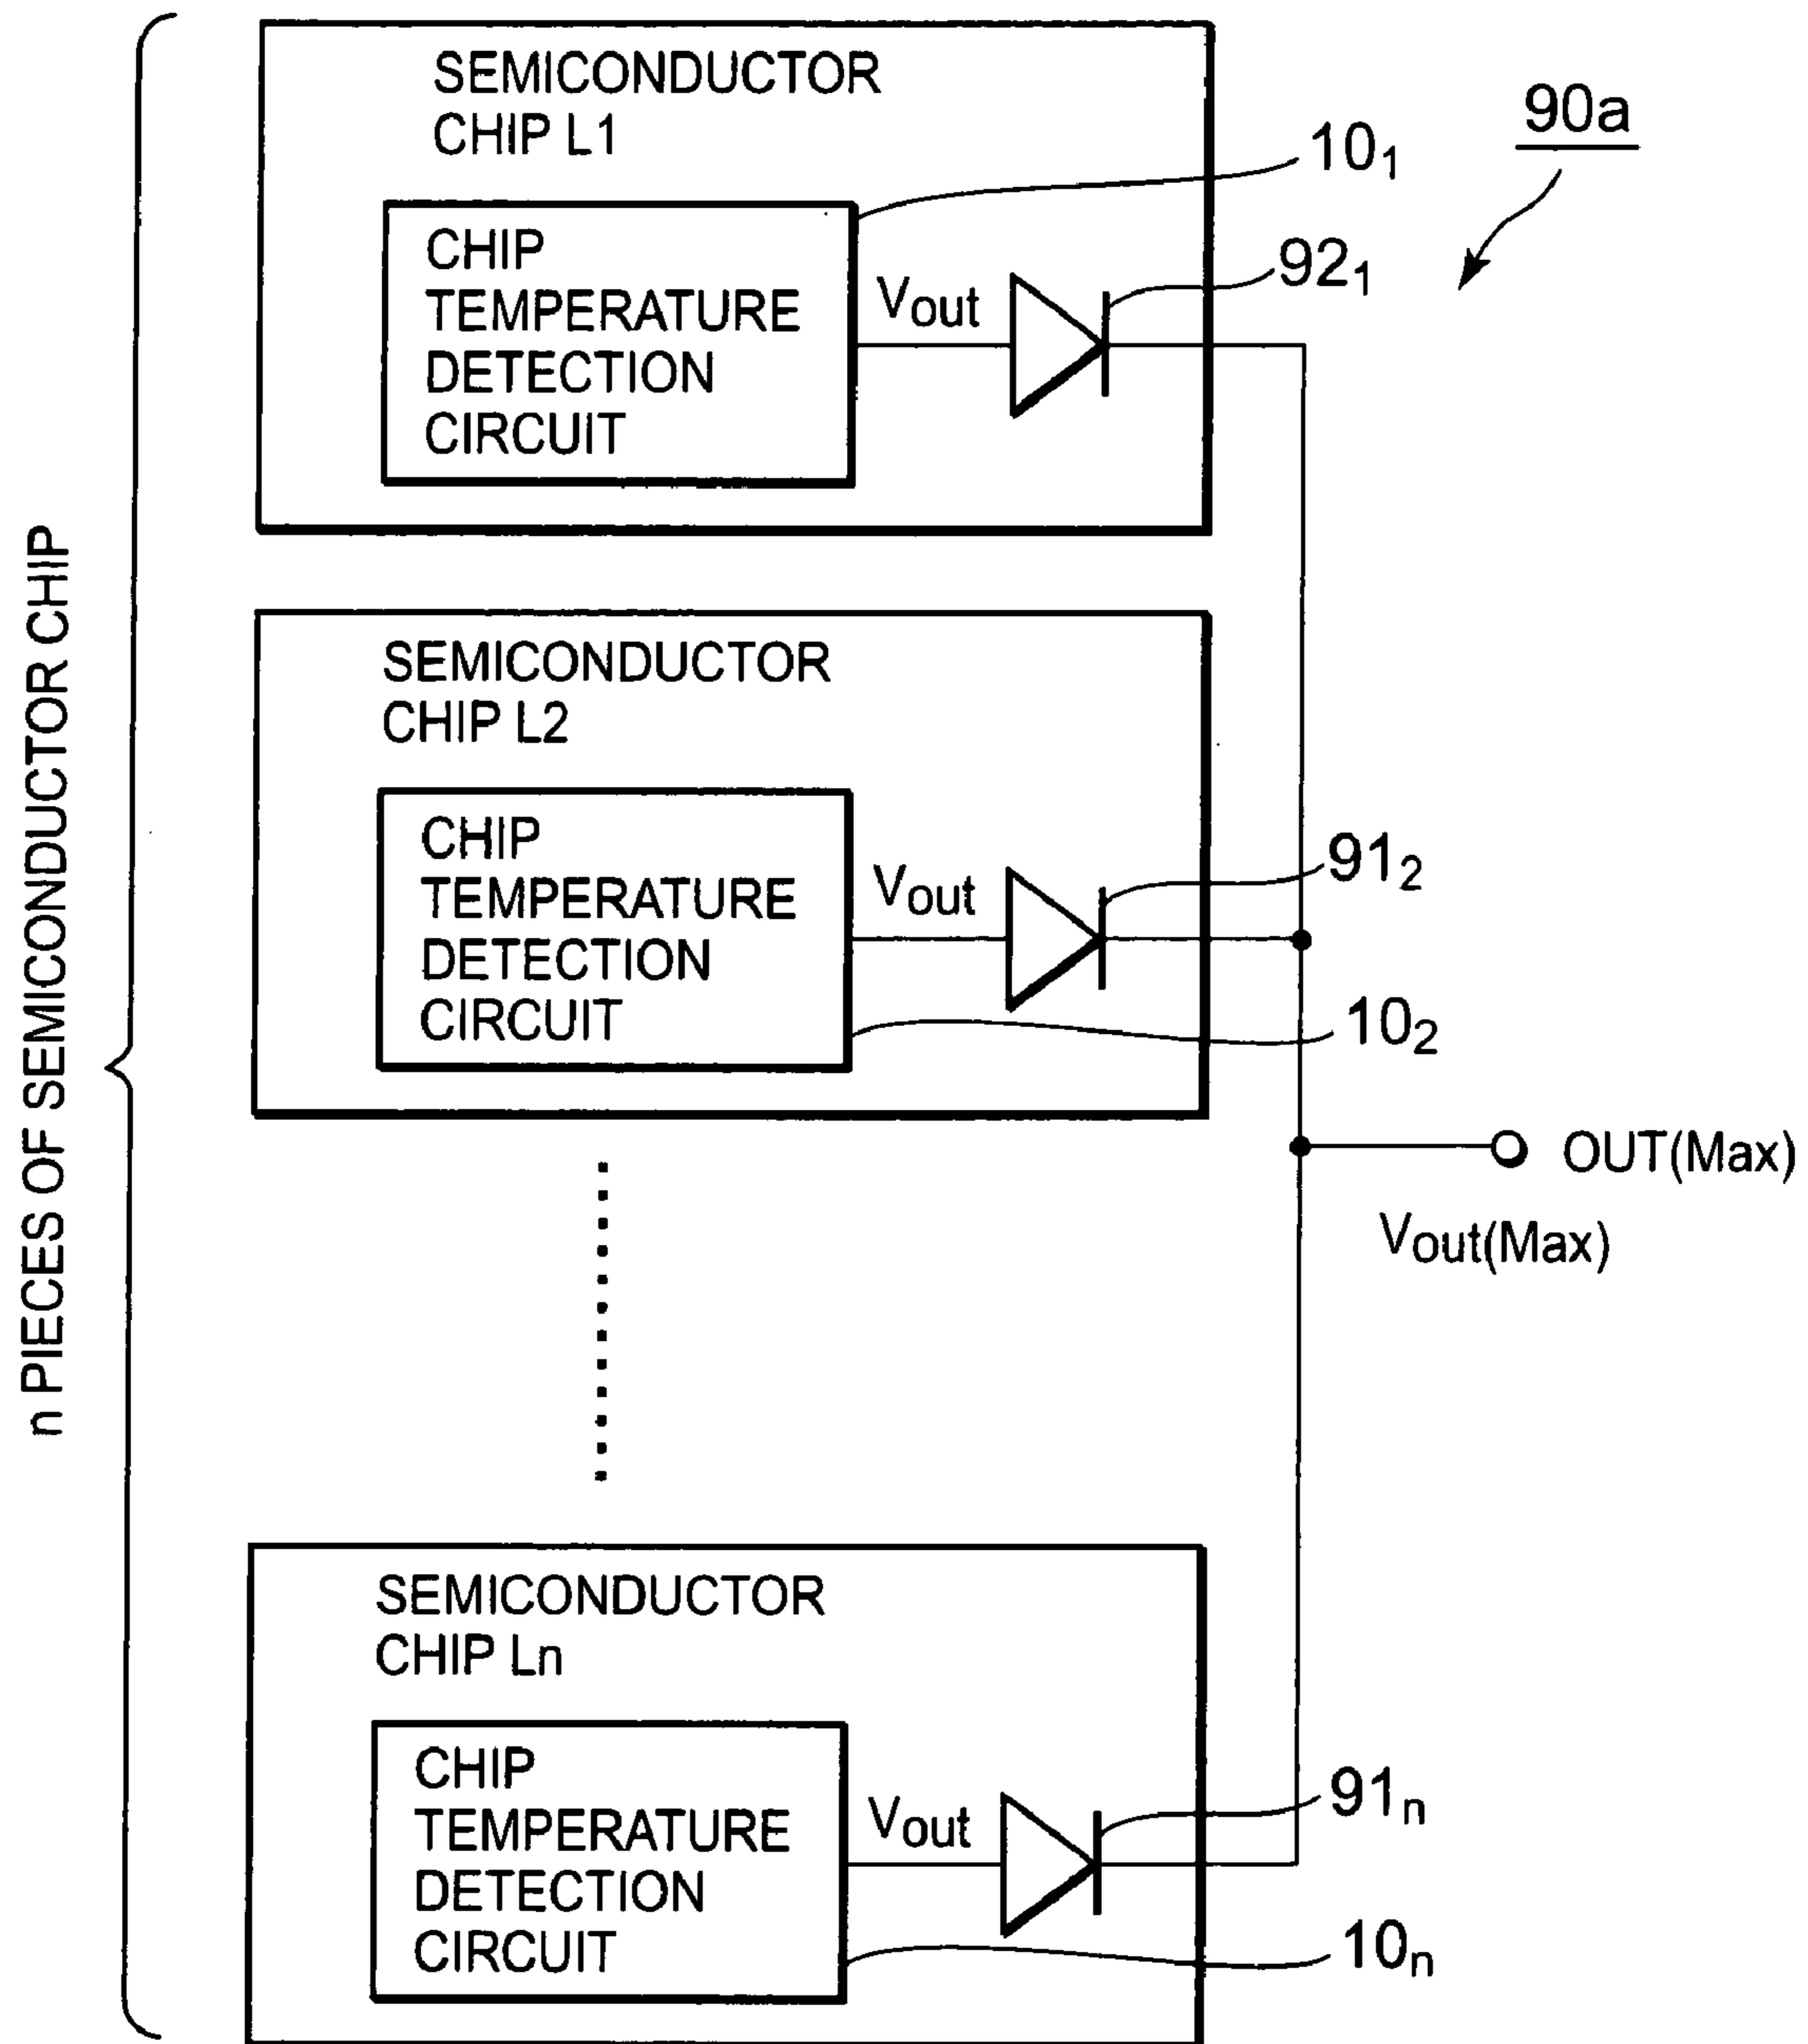 n PIECES OF SEMICONDUCTOR CHIP
90a
SEMICONDUCTOR
CHIP L1
10₁
CHIP
TEMPERATURE
DETECTION
CIRCUIT
Vout
92₁
SEMICONDUCTOR
CHIP L2
CHIP
TEMPERATURE
DETECTION
CIRCUIT
Vout
91₂
10₂
OUT(Max)
Vout(Max)
SEMICONDUCTOR
CHIP Ln
CHIP
TEMPERATURE
DETECTION
CIRCUIT
Vout
91ₙ
10ₙ